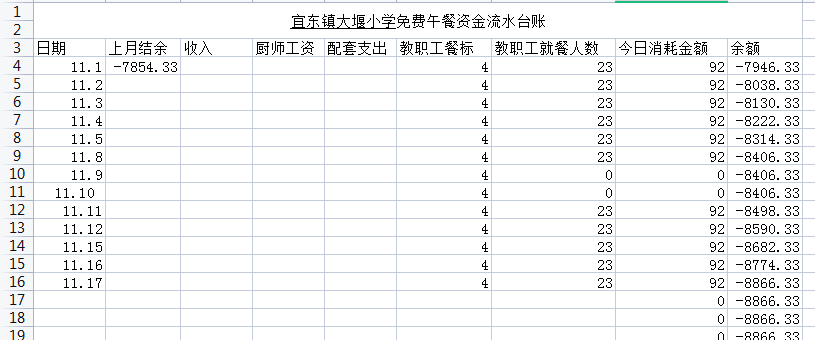 1
宜东镇大堰小学免费午餐资金流水台账
2
3 日期 上月结余 收入 厨师工资 配套支出 教职工餐标 教职工就餐人数 今日消耗金额 余额
4 11.1 -7854.33 4 23 92 -7946.33
5 11.2 4 23 92 -8038.33
6 11.3 4 23 92 -8130.33
7 11.4 4 23 92 -8222.33
8 11.5 4 23 92 -8314.33
9 11.8 4 23 92 -8406.33
10 11.9 4 0 0 -8406.33
11 11.10 4 0 0 -8406.33
12 11.11 4 23 92 -8498.33
13 11.12 4 23 92 -8590.33
14 11.15 4 23 92 -8682.33
15 11.16 4 23 92 -8774.33
16 11.17 4 23 92 -8866.33
17 0 -8866.33
18 0 -8866.33
19 0 -8866.33